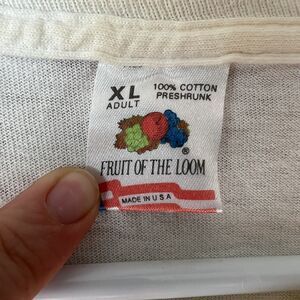 XL
ADULT
100% COTTON
PRESHRUNK
®
FRUIT OF THE LOOM
MADE IN U S A